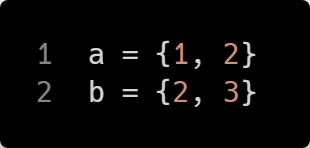 1 a = {1, 2}
2 b = {2, 3}